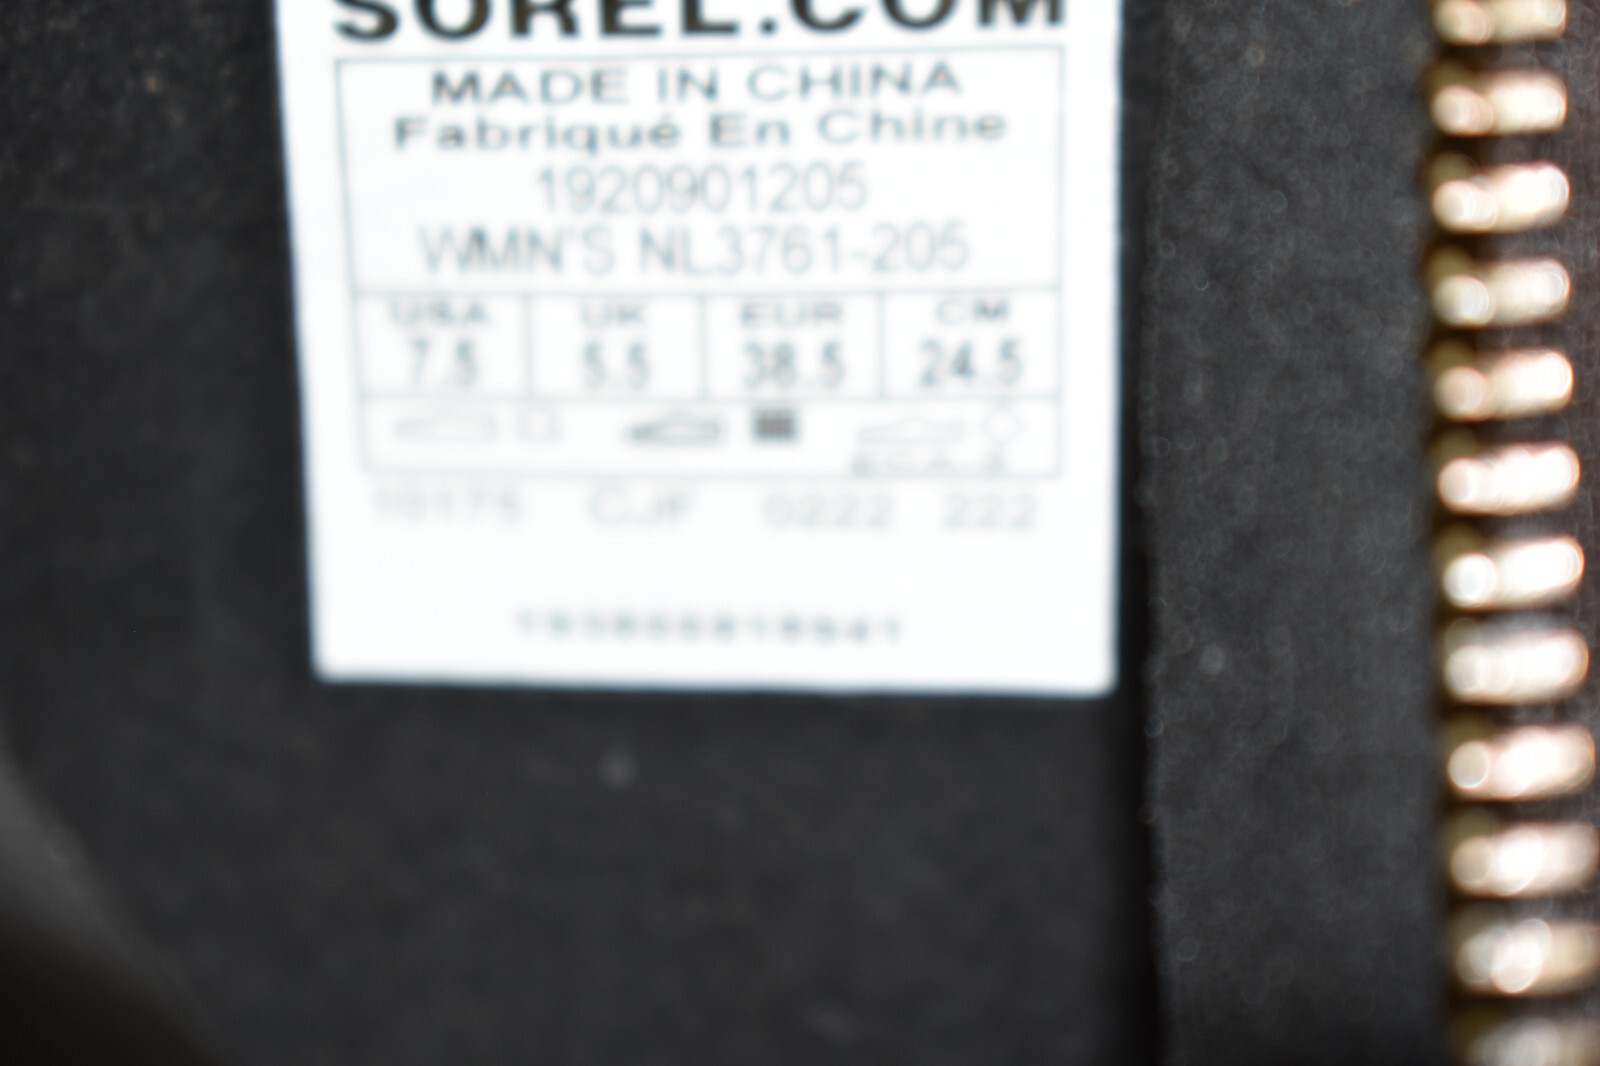 SOREL.COM
MADE IN CHINA
Fabriqué En Chine
1920901205
WMN'S NL3761-205
USA UK EUR CM
7.5 5.5 38.5 24.5
10175 CJF 0222 222